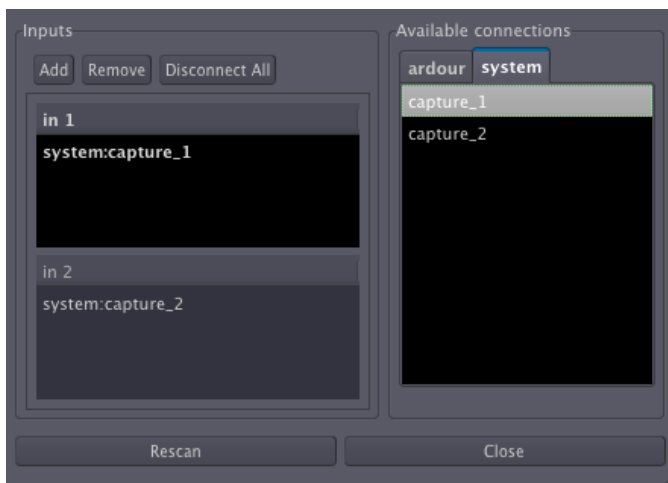 Inputs
Add Remove Disconnect All
in 1
system:capture_1
in 2
system:capture_2
Available connections
ardour system
capture_1
capture_2
Rescan
Close